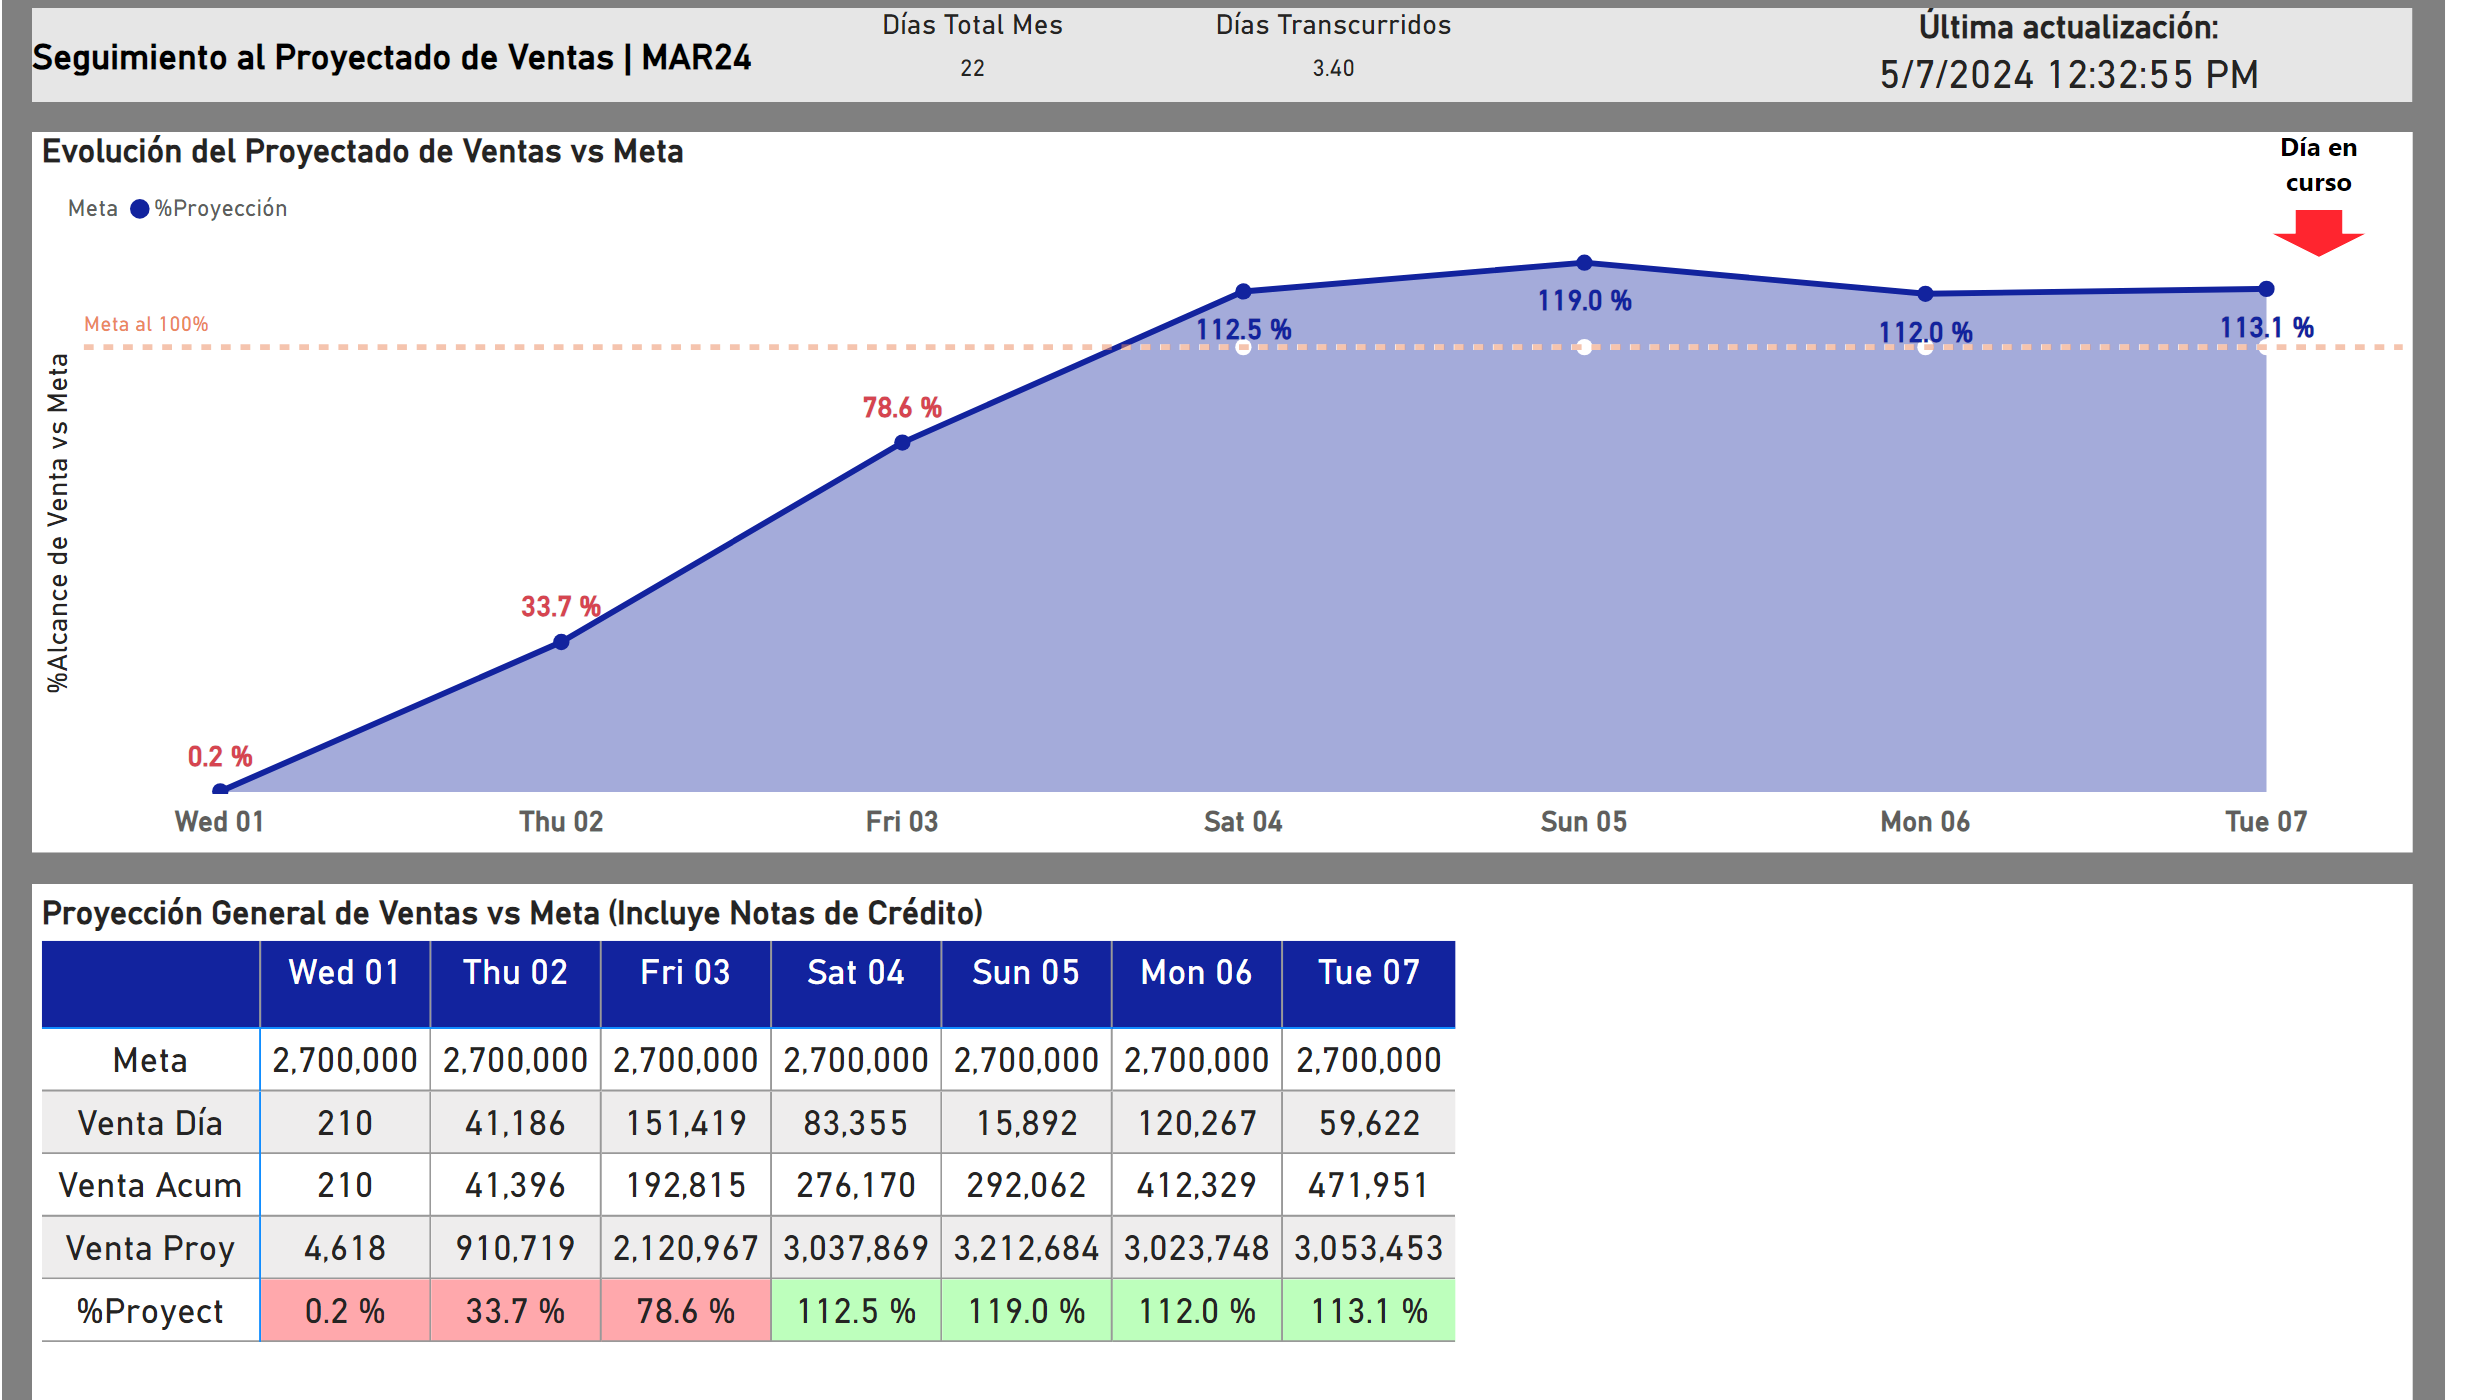 Seguimiento al Proyectado de Ventas | MAR24
Días Total Mes
22
Días Transcurridos
3.40
Última actualización:
5/7/2024 12:32:55 PM
Evolución del Proyectado de Ventas vs Meta
Día en
curso
Meta %Proyección
Meta al 100%
%Alcance de Venta vs Meta
0.2 %
33.7 %
78.6 %
112.5 %
119.0 %
112.0 %
113.1 %
Wed 01 Thu 02 Fri 03 Sat 04 Sun 05 Mon 06 Tue 07
Proyección General de Ventas vs Meta (Incluye Notas de Crédito)
Wed 01 Thu 02 Fri 03 Sat 04 Sun 05 Mon 06 Tue 07
Meta 2,700,000 2,700,000 2,700,000 2,700,000 2,700,000 2,700,000 2,700,000
Venta Día 210 41,186 151,419 83,355 15,892 120,267 59,622
Venta Acum 210 41,396 192,815 276,170 292,062 412,329 471,951
Venta Proy 4,618 910,719 2,120,967 3,037,869 3,212,684 3,023,748 3,053,453
%Proyect 0.2 % 33.7 % 78.6 % 112.5 % 119.0 % 112.0 % 113.1 %